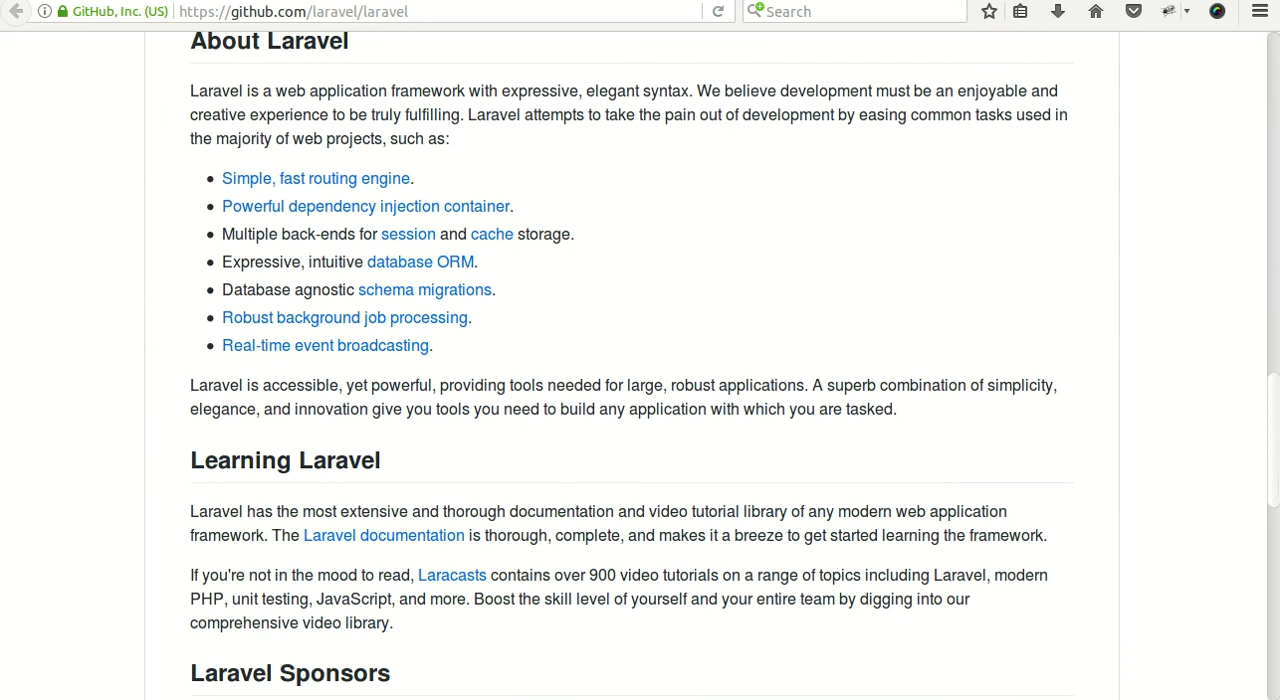 GitHub, Inc. (US) https://github.com/laravel/laravel Search
About Laravel
Laravel is a web application framework with expressive, elegant syntax. We believe development must be an enjoyable and
creative experience to be truly fulfilling. Laravel attempts to take the pain out of development by easing common tasks used in
the majority of web projects, such as:
• Simple, fast routing engine.
• Powerful dependency injection container.
• Multiple back-ends for session and cache storage.
• Expressive, intuitive database ORM.
• Database agnostic schema migrations.
• Robust background job processing.
• Real-time event broadcasting.
Laravel is accessible, yet powerful, providing tools needed for large, robust applications. A superb combination of simplicity,
elegance, and innovation give you tools you need to build any application with which you are tasked.
Learning Laravel
Laravel has the most extensive and thorough documentation and video tutorial library of any modern web application
framework. The Laravel documentation is thorough, complete, and makes it a breeze to get started learning the framework.
If you're not in the mood to read, Laracasts contains over 900 video tutorials on a range of topics including Laravel, modern
PHP, unit testing, JavaScript, and more. Boost the skill level of yourself and your entire team by digging into our
comprehensive video library.
Laravel Sponsors